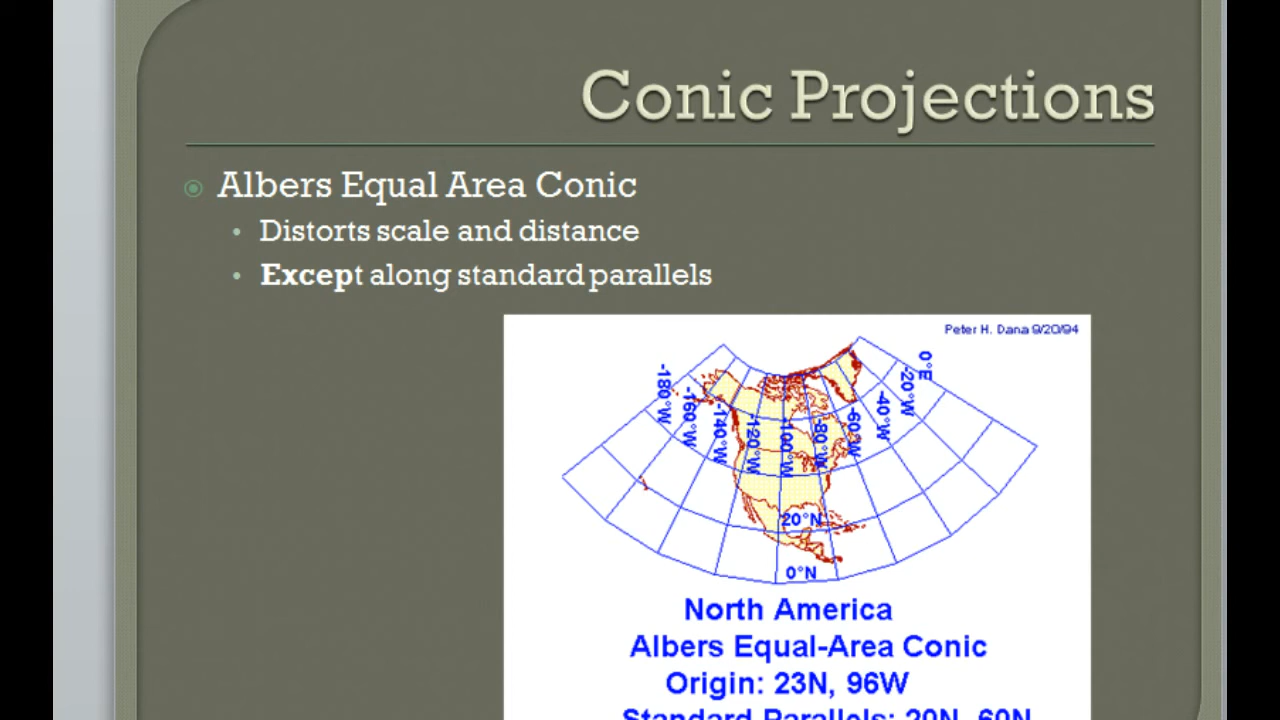 Conic Projections
Albers Equal Area Conic
Distorts scale and distance
Except along standard parallels
Peter H. Dana 9/20/94
-180°W
-160°W
-140°W
-120°W
-100°W
-80°W
-60°W
-40°W
-20°W
0°E
20°N
0°N
North America
Albers Equal-Area Conic
Origin: 23N, 96W
Standard Parallels: 20N, 60N